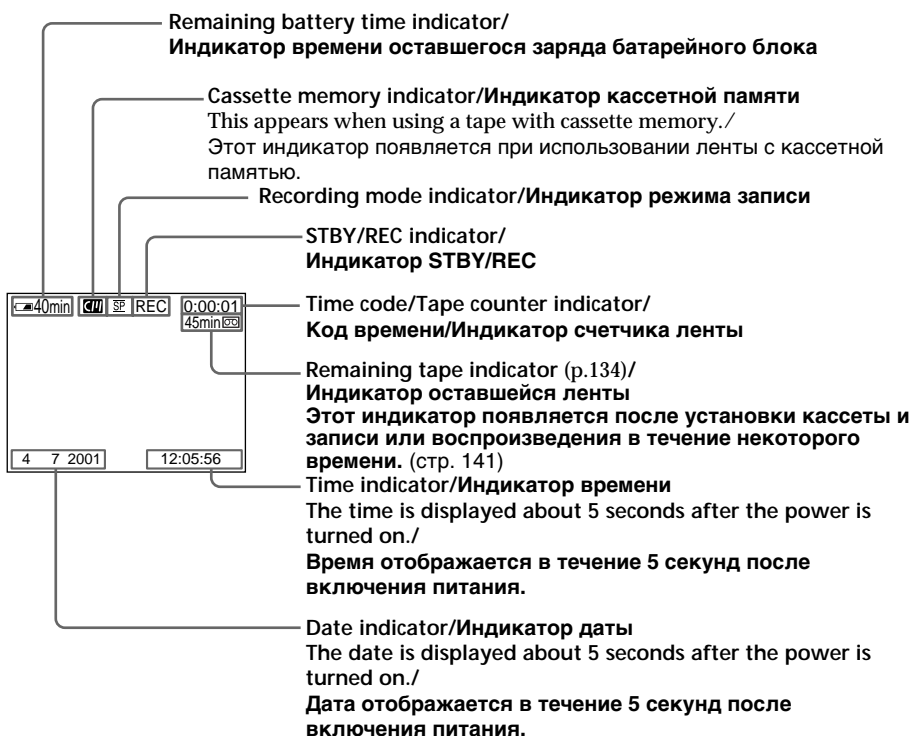 Remaining battery time indicator/
Индикатор времени оставшегося заряда батарейного блока
Cassette memory indicator/Индикатор кассетной памяти
This appears when using a tape with cassette memory./
Этот индикатор появляется при использовании ленты с кассетной
памятью.
Recording mode indicator/Индикатор режима записи
STBY/REC indicator/
Индикатор STBY/REC
40min
SP
REC
0:00:01
45min
Time code/Tape counter indicator/
Код времени/Индикатор счетчика ленты
Remaining tape indicator (p.134)/
Индикатор оставшейся ленты
Этот индикатор появляется после установки кассеты и
записи или воспроизведения в течение некоторого
времени. (стр. 141)
4 7 2001
12:05:56
Time indicator/Индикатор времени
The time is displayed about 5 seconds after the power is
turned on./
Время отображается в течение 5 секунд после
включения питания.
Date indicator/Индикатор даты
The date is displayed about 5 seconds after the power is
turned on./
Дата отображается в течение 5 секунд после
включения питания.